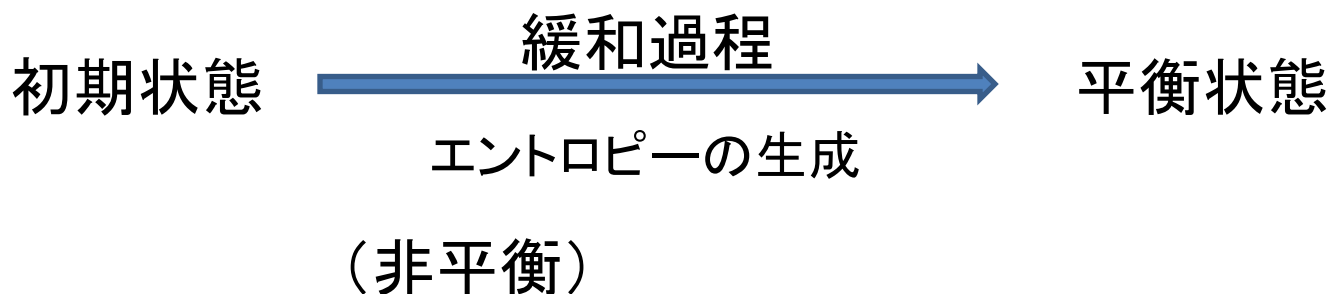 緩和過程
初期状態
平衡状態
エントロピーの生成
（非平衡）